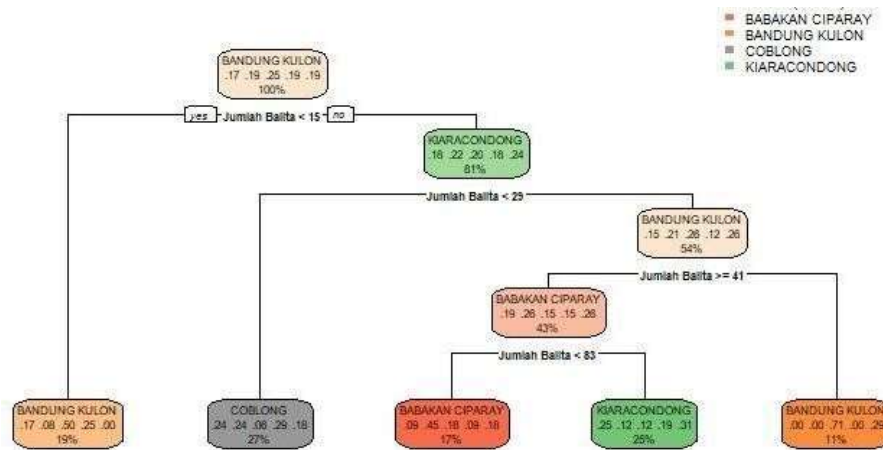 BABAKAN CIPARAY
BANDUNG KULON
COBLONG
KIARACONDONG
BANDUNG KULON
.17 .19 .25 .19 .19
100%
yes Jumlah Balita < 15 no
KIARACONDONG
.18 .22 .20 .18 .24
81%
Jumlah Balita < 29
BANDUNG KULON
.15 .21 .26 .12 .26
54%
Jumlah Balita >= 41
BABAKAN CIPARAY
.19 .26 .15 .15 .26
43%
Jumlah Balita < 83
BANDUNG KULON
.17 .08 .50 .25 .00
19%
COBLONG
.24 .24 .06 .29 .18
27%
BABAKAN CIPARAY
.09 .45 .18 .09 .18
17%
KIARACONDONG
.25 .12 .12 .19 .31
25%
BANDUNG KULON
.00 .00 .71 .00 .29
11%